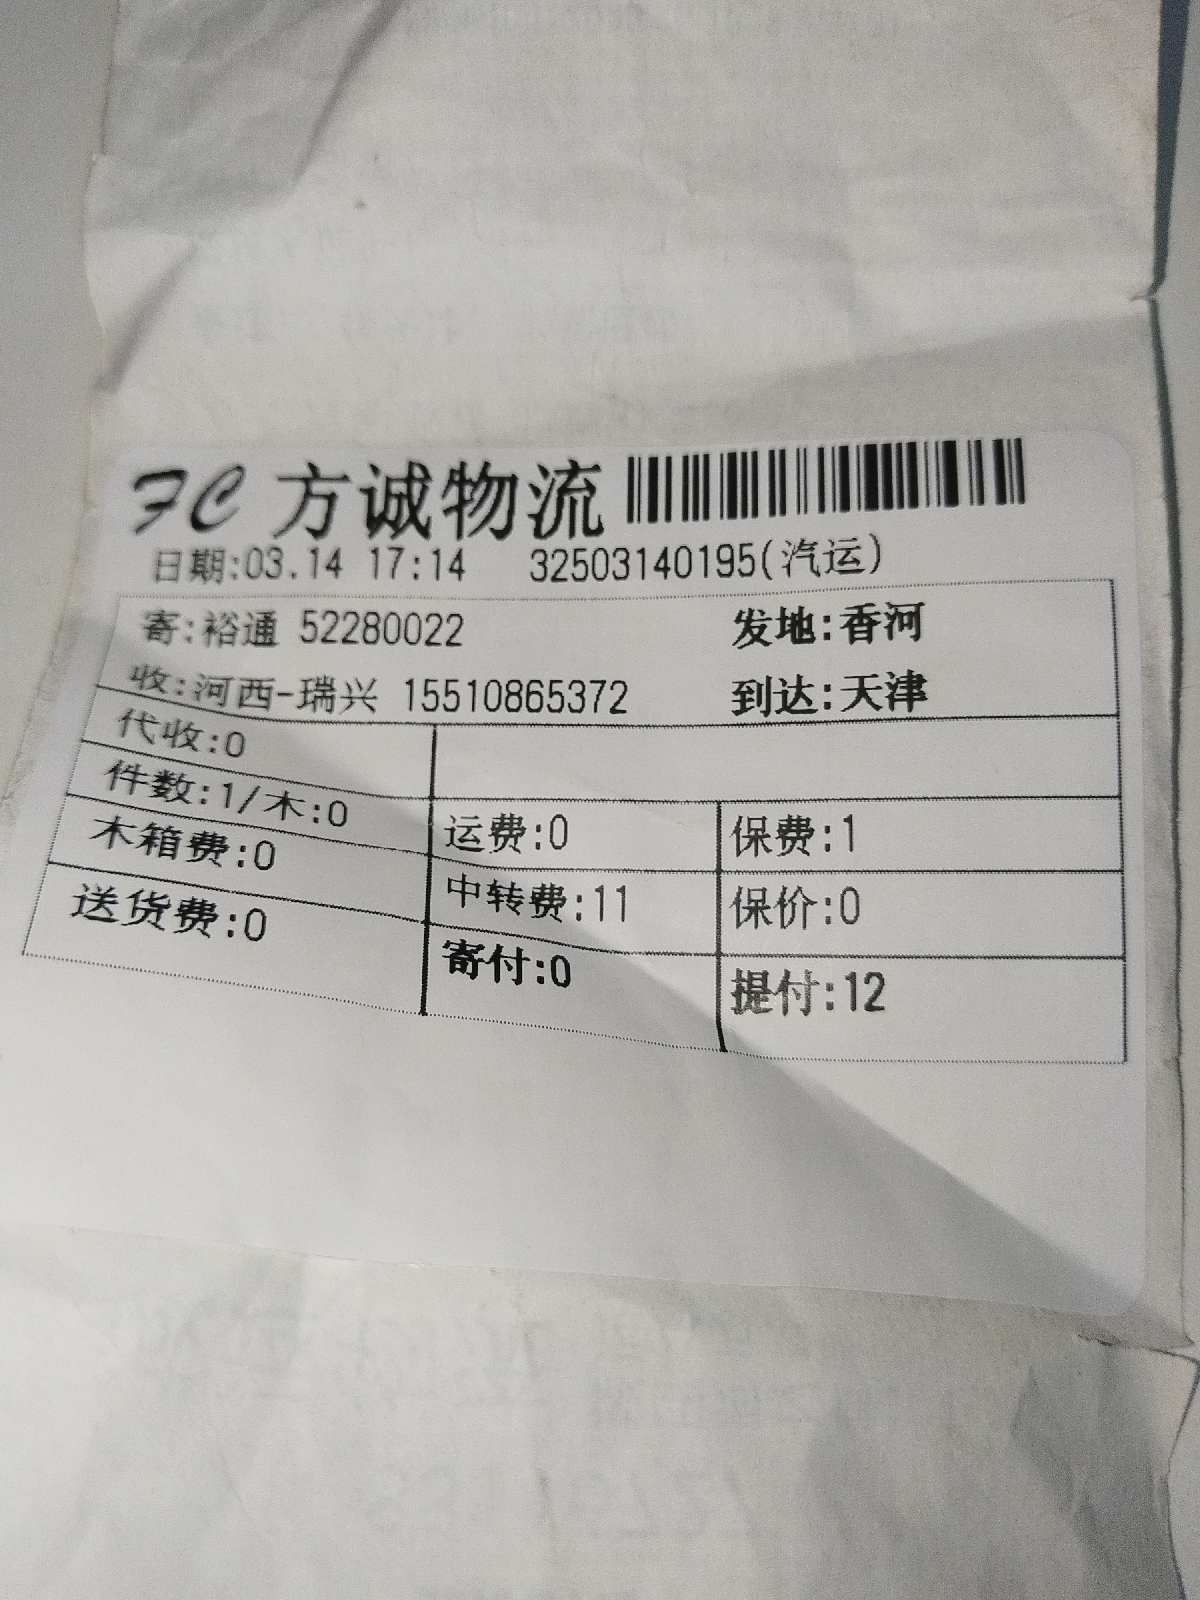 FC 方诚物流
日期:03.14 17:14 32503140195(汽运)
寄:裕通 52280022 发地:香河
收:河西-瑞兴 15510865372 到达:天津
代收:0
件数:1/木:0 运费:0 保费:1
木箱费:0 中转费:11 保价:0
送货费:0 寄付:0 提付:12